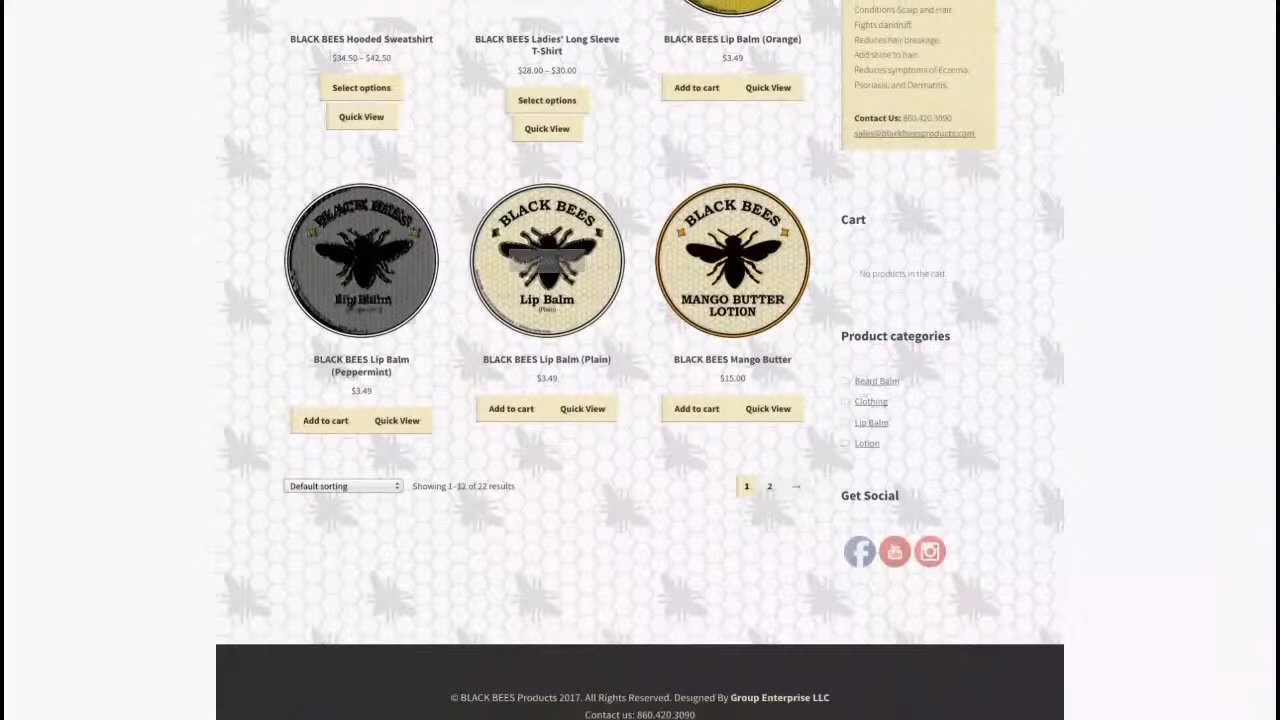 BLACK BEES Hooded Sweatshirt
$34.50 – $42.50
Select options
Quick View
BLACK BEES Ladies' Long Sleeve
T-Shirt
$28.00 – $30.00
Select options
Quick View
BLACK BEES Lip Balm (Orange)
$3.49
Add to cart Quick View
Conditions Scalp and Hair.
Fights dandruff.
Reduces hair breakage.
Add shine to hair.
Reduces symptoms of Eczema,
Psoriasis, and Dermatitis.
Contact Us: 860.420.3090
sales@blackbeesproducts.com
BLACK BEES
Lip Balm
BLACK BEES Lip Balm
(Peppermint)
$3.49
Add to cart Quick View
BLACK BEES
Lip Balm
(Plain)
BLACK BEES Lip Balm (Plain)
$3.49
Add to cart Quick View
BLACK BEES
MANGO BUTTER
LOTION
BLACK BEES Mango Butter
$15.00
Add to cart Quick View
Default sorting
Showing 1–12 of 22 results
1 2 →
Cart
No products in the cart.
Product categories
Beard Balm
Clothing
Lip Balm
Lotion
Get Social
You
© BLACK BEES Products 2017. All Rights Reserved. Designed By Group Enterprise LLC
Contact us: 860.420.3090